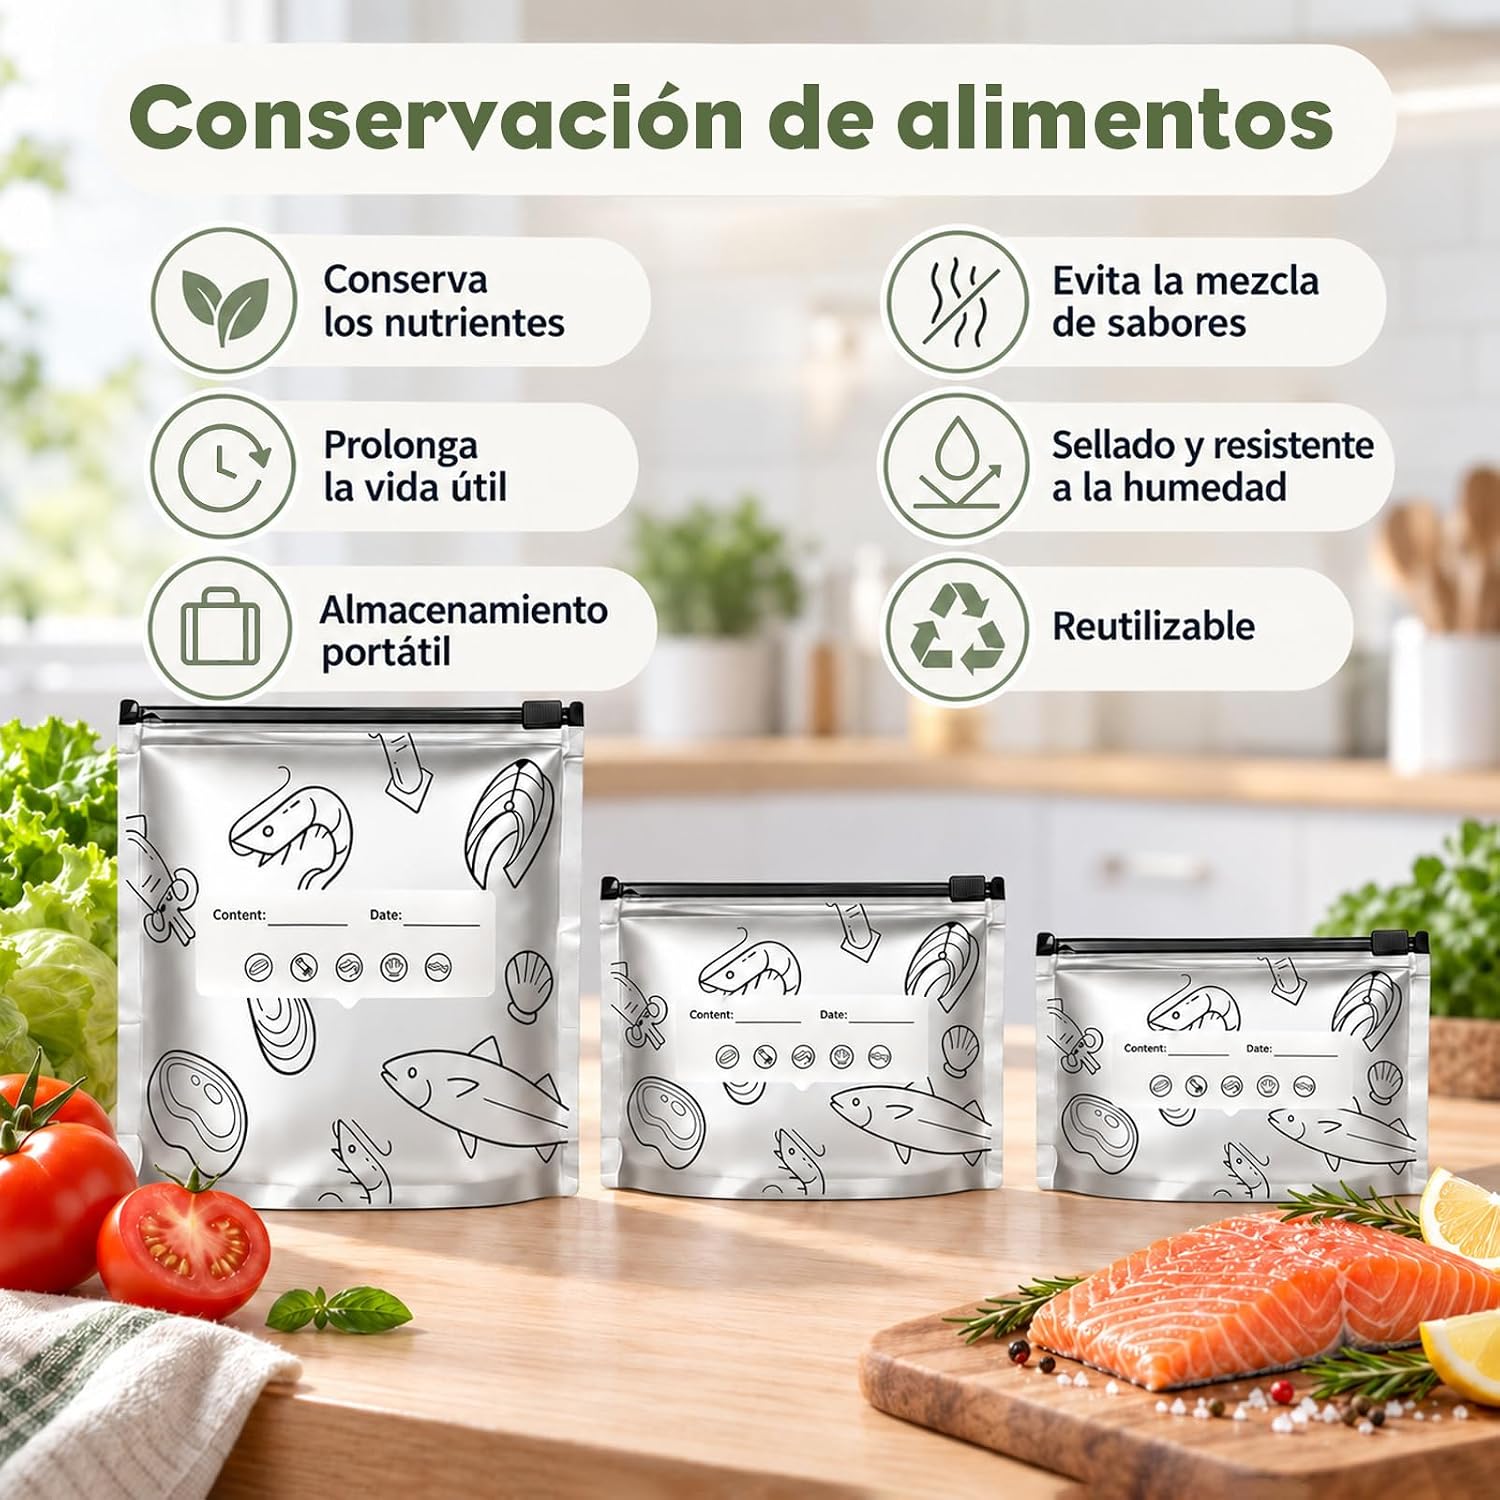 Conservación de alimentos
Conserva
los nutrientes
Evita la mezcla
de sabores
Prolonga
la vida útil
Sellado y resistente
a la humedad
Almacenamiento
portátil
Reutilizable
Content: Date:
Content: Date:
Content: Date: